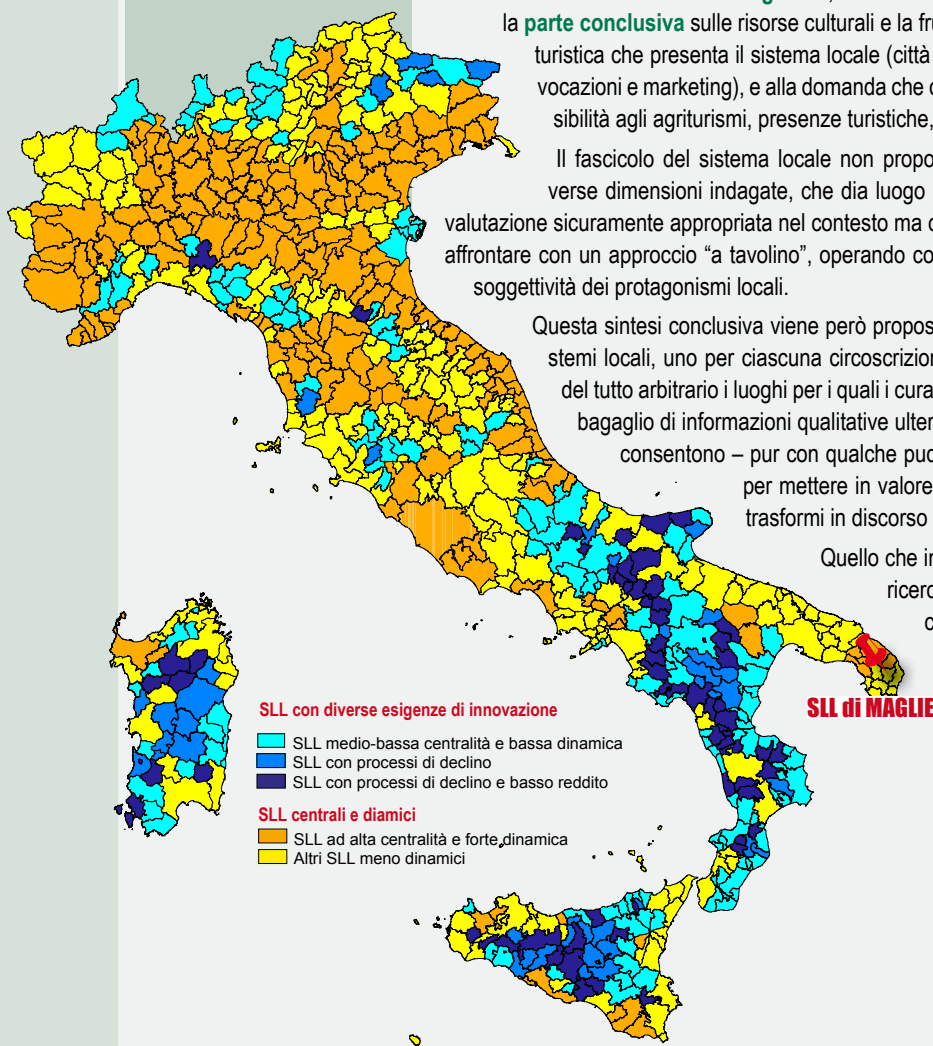 la parte conclusiva sulle risorse culturali e la fru
turistica che presenta il sistema locale (città
vocazioni e marketing), e alla domanda che
sibilità agli agriturismi, presenze turistiche,
Il fascicolo del sistema locale non propo
verse dimensioni indagate, che dia luogo
valutazione sicuramente appropriata nel contesto ma
affrontare con un approccio “a tavolino”, operando co
soggettività dei protagonismi locali.
Questa sintesi conclusiva viene però propos
stemi locali, uno per ciascuna circoscrizion
del tutto arbitrario i luoghi per i quali i cura
bagaglio di informazioni qualitative ulter
consentono – pur con qualche pud
per mettere in valore
trasformi in discorso
Quello che in
ricerc
c
SLL di MAGLIE
SLL con diverse esigenze di innovazione
SLL medio-bassa centralità e bassa dinamica
SLL con processi di declino
SLL con processi di declino e basso reddito
SLL centrali e diamici
SLL ad alta centralità e forte dinamica
Altri SLL meno dinamici